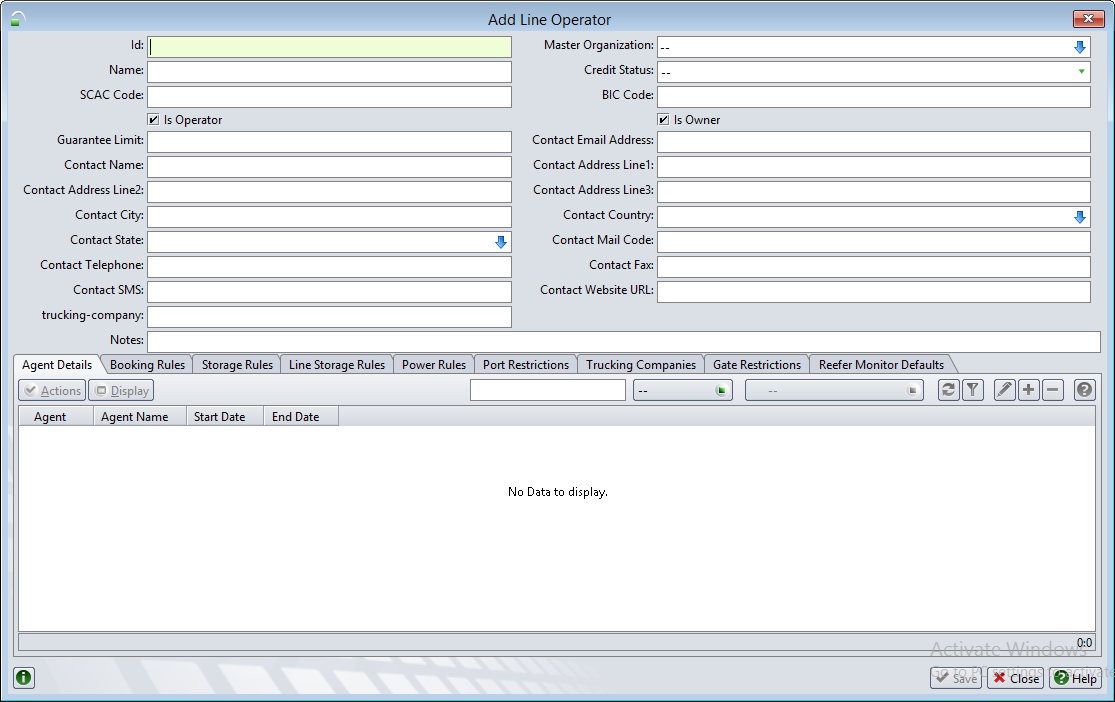 Add Line Operator
Id: Master Organization: --
Name: Credit Status: --
SCAC Code: BIC Code:
Is Operator Is Owner
Guarantee Limit: Contact Email Address:
Contact Name: Contact Address Line1:
Contact Address Line2: Contact Address Line3:
Contact City: Contact Country:
Contact State: Contact Mail Code:
Contact Telephone: Contact Fax:
Contact SMS: Contact Website URL:
trucking-company:
Notes:
Agent Details Booking Rules Storage Rules Line Storage Rules Power Rules Port Restrictions Trucking Companies Gate Restrictions Reefer Monitor Defaults
Actions Display -- --
Agent Agent Name Start Date End Date
No Data to display.
0:0
Activate Windows
Go to PC settings to activate
Save Close Help